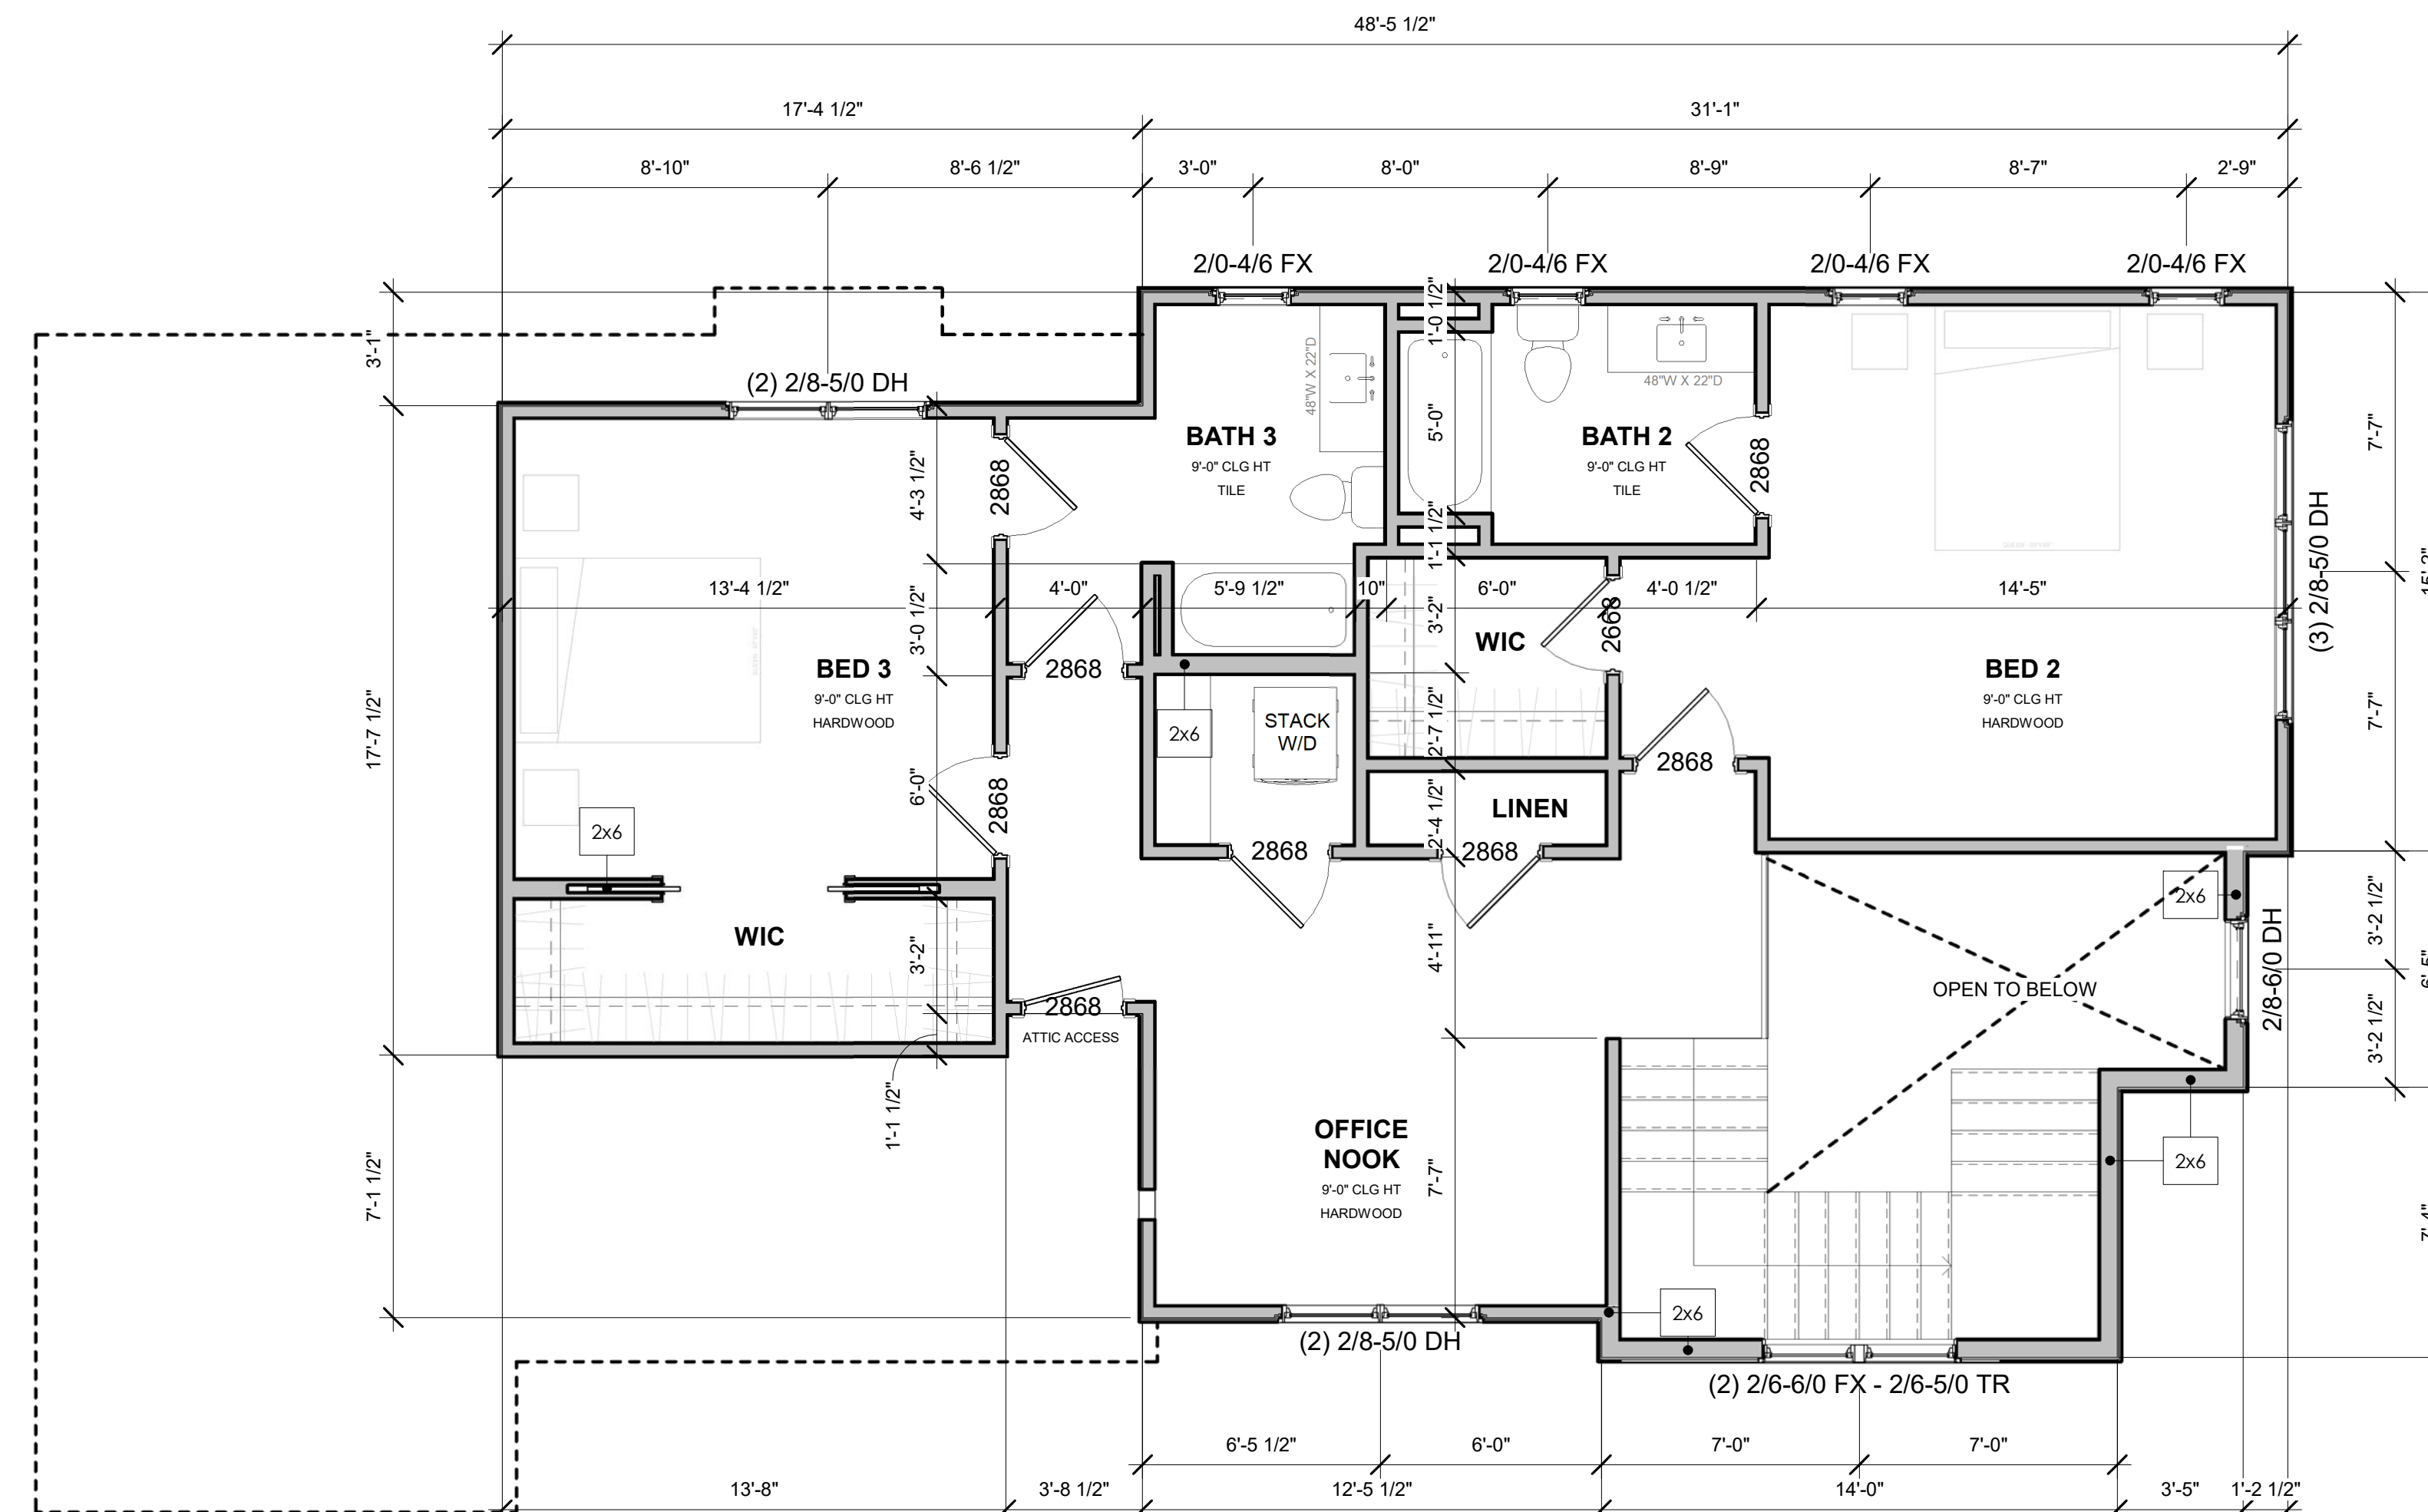 48'-5 1/2"
17'-4 1/2"
31'-1"
8'-10"
8'-6 1/2"
3'-0"
8'-0"
8'-9"
8'-7"
2'-9"
2/0-4/6 FX
2/0-4/6 FX
2/0-4/6 FX
2/0-4/6 FX
3'-1"
(2) 2/8-5/0 DH
1'-0 1/2"
48"W X 22"D
48"W X 22"D
5'-0"
7'-7"
BATH 3
9'-0" CLG HT
TILE
BATH 2
9'-0" CLG HT
TILE
2868
2868
4'-3 1/2"
(3) 2/8-5/0 DH
1'-1 1/2"
13'-4 1/2"
4'-0"
5'-9 1/2"
10"
6'-0"
4'-0 1/2"
14'-5"
3'-0 1/2"
3'-2"
2668
WIC
BED 3
9'-0" CLG HT
HARDWOOD
2868
BED 2
9'-0" CLG HT
HARDWOOD
17'-7 1/2"
2x6
STACK
W/D
2'-7 1/2"
7'-7"
2868
6'-0"
2868
2x6
LINEN
2'-4 1/2"
2868
2868
2x6
3'-2 1/2"
WIC
3'-2"
4'-11"
2/8-6/0 DH
OPEN TO BELOW
2868
ATTIC ACCESS
3'-2 1/2"
1'-1 1/2"
7'-1 1/2"
OFFICE
NOOK
9'-0" CLG HT
HARDWOOD
7'-7"
2x6
2x6
(2) 2/8-5/0 DH
(2) 2/6-6/0 FX - 2/6-5/0 TR
6'-5 1/2"
6'-0"
7'-0"
7'-0"
13'-8"
3'-8 1/2"
12'-5 1/2"
14'-0"
3'-5"
1'-2 1/2"